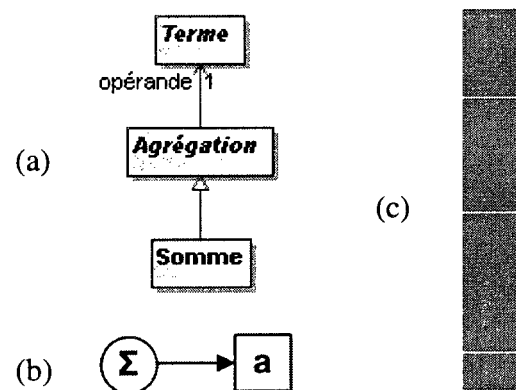 Terme
opérande 1
Agrégation
(a)
(c)
Somme
(b)
Σ
a